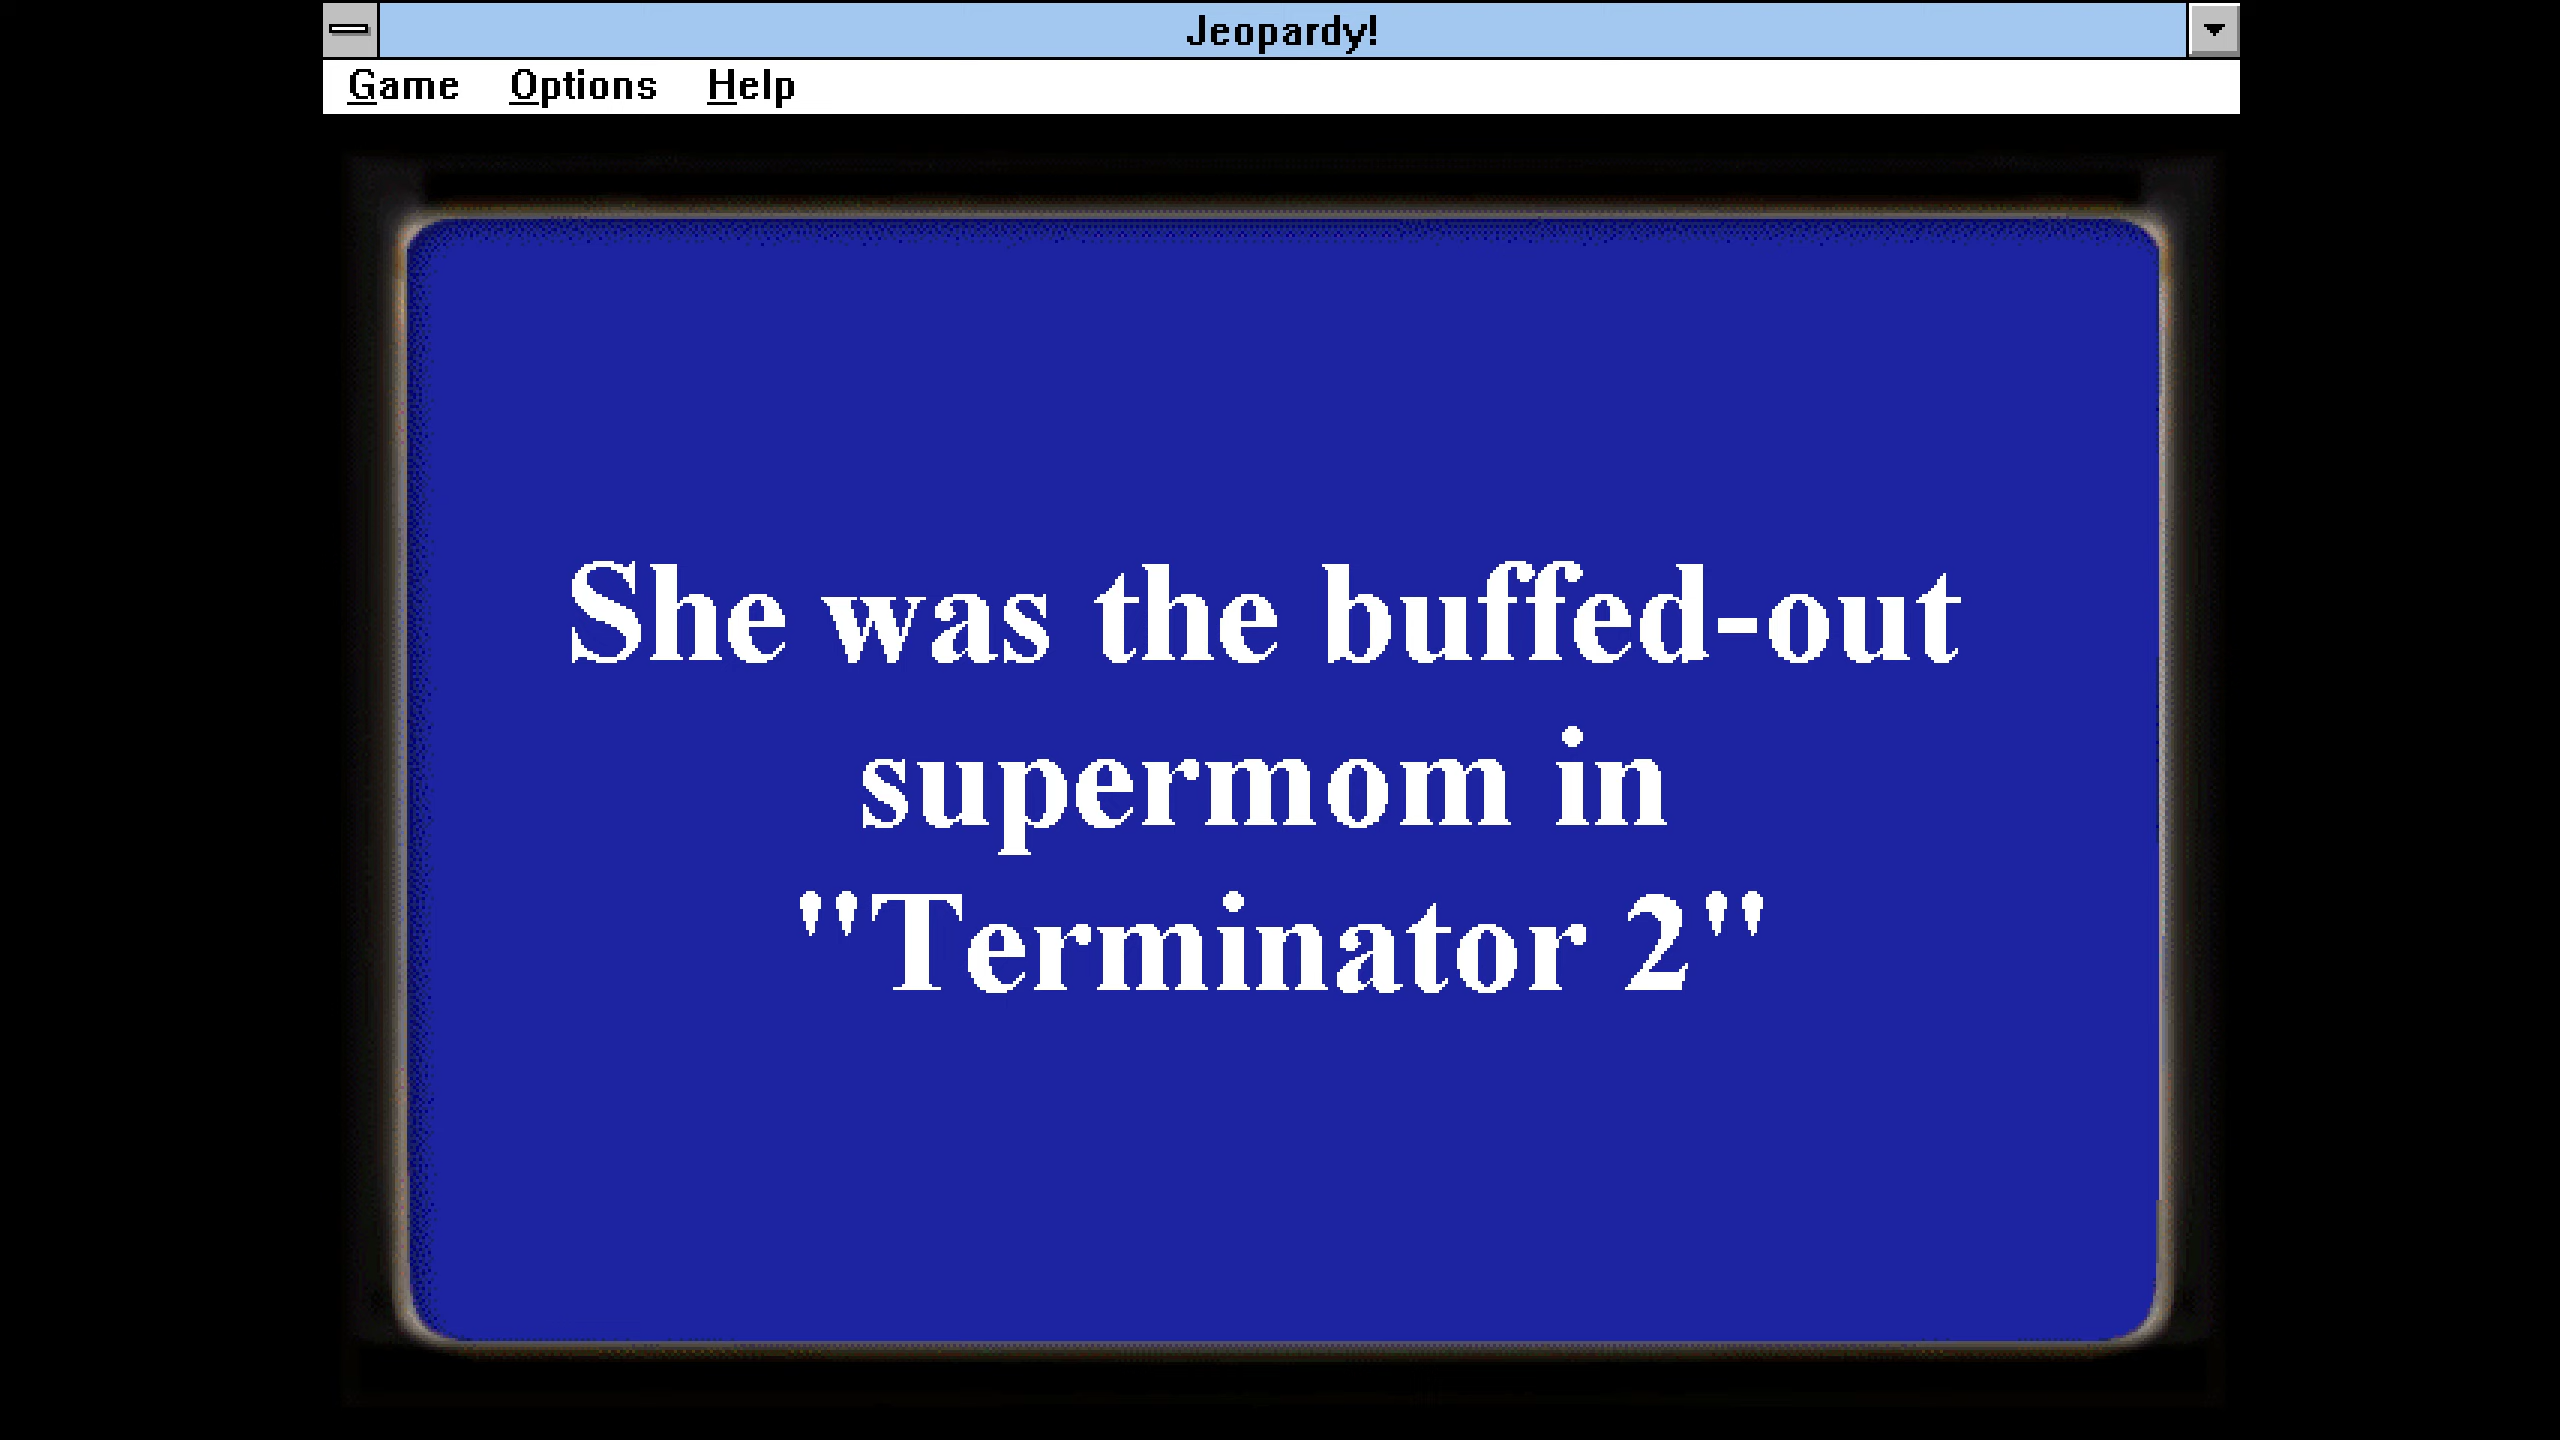 Jeopardy!
Game Options Help
She was the buffed-out
supermom in
"Terminator 2"